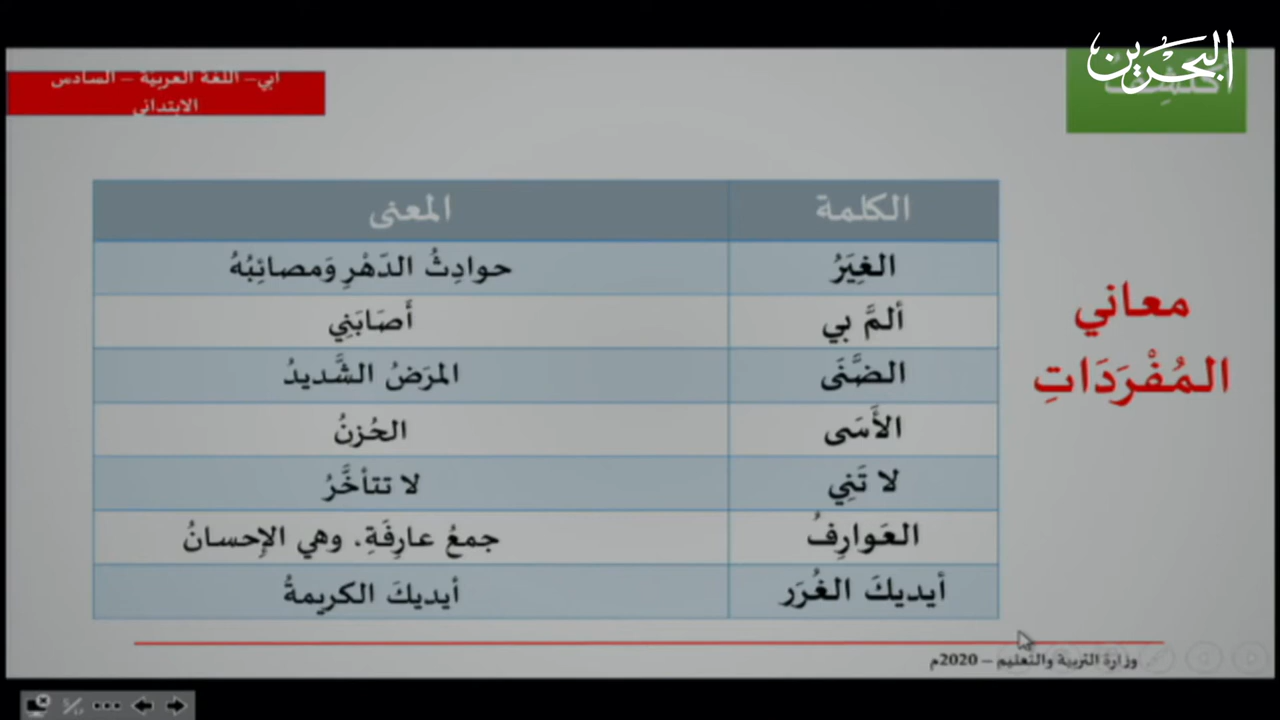 البحرين
أكتشف
أبي – اللغة العربية – السادس
الابتدائي
معاني
المُفْرَدَاتِ
الكلمة المعنى
الغِيَرُ حوادِثُ الدَّهْرِ وَمصائِبُهُ
ألمَّ بي أَصَابَنِي
الضَّنَى المرَضُ الشَّديدُ
الأَسَى الحُزنُ
لا تَنِي لا تتأخَّرُ
العَوارِفُ جمعُ عارِفَةِ. وهي الإحسانُ
أيديكَ الغُرَر أيديكَ الكريمةُ
وزارة التربية والتعليم – 2020م